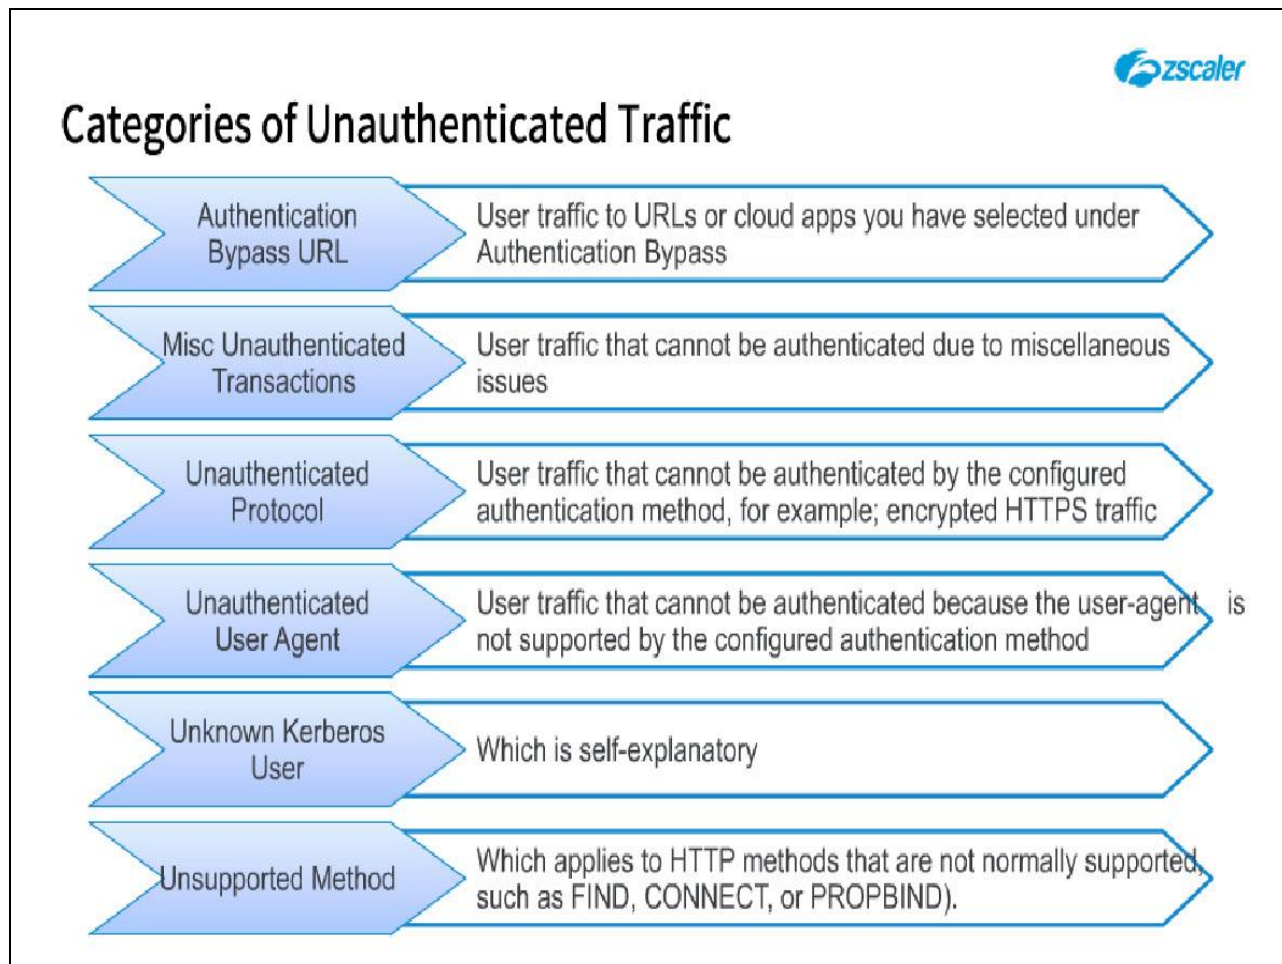 zscaler
Categories of Unauthenticated Traffic
Authentication
Bypass URL
User traffic to URLs or cloud apps you have selected under
Authentication Bypass
Misc Unauthenticated
Transactions
User traffic that cannot be authenticated due to miscellaneous
issues
Unauthenticated
Protocol
User traffic that cannot be authenticated by the configured
authentication method, for example; encrypted HTTPS traffic
Unauthenticated
User Agent
User traffic that cannot be authenticated because the user-agent is
not supported by the configured authentication method
Unknown Kerberos
User
Which is self-explanatory
Unsupported Method
Which applies to HTTP methods that are not normally supported,
such as FIND, CONNECT, or PROPBIND).